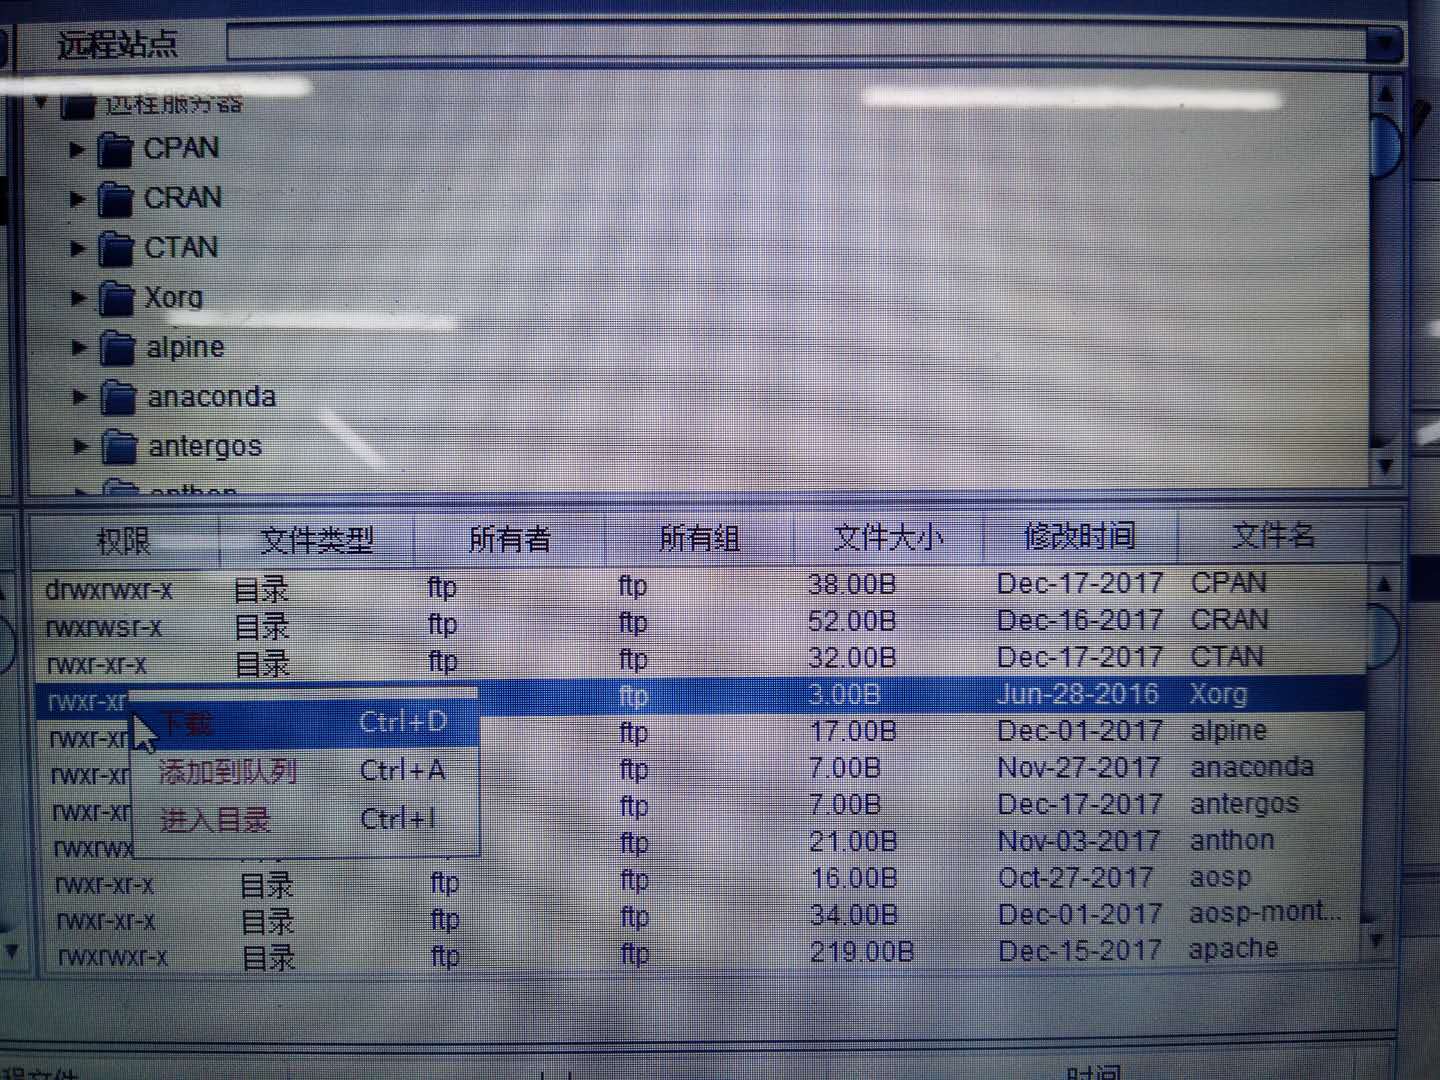 远程站点
远程服务器
CPAN
CRAN
CTAN
Xorg
alpine
anaconda
antergos
anthon
权限 文件类型 所有者 所有组 文件大小 修改时间 文件名
drwxrwxr-x 目录 ftp ftp 38.00B Dec-17-2017 CPAN
rwxrwsr-x 目录 ftp ftp 52.00B Dec-16-2017 CRAN
rwxr-xr-x 目录 ftp ftp 32.00B Dec-17-2017 CTAN
rwxr-xr ftp 3.00B Jun-28-2016 Xorg
下载 Ctrl+D
rwxr-xr ftp 17.00B Dec-01-2017 alpine
添加到队列 Ctrl+A
rwxr-xr ftp 7.00B Nov-27-2017 anaconda
进入目录 Ctrl+I
rwxr-xr ftp 7.00B Dec-17-2017 antergos
rwxrwx ftp 21.00B Nov-03-2017 anthon
rwxr-xr-x 目录 ftp ftp 16.00B Oct-27-2017 aosp
rwxr-xr-x 目录 ftp ftp 34.00B Dec-01-2017 aosp-mont...
rwxrwxr-x 目录 ftp ftp 219.00B Dec-15-2017 apache
程文件 时间